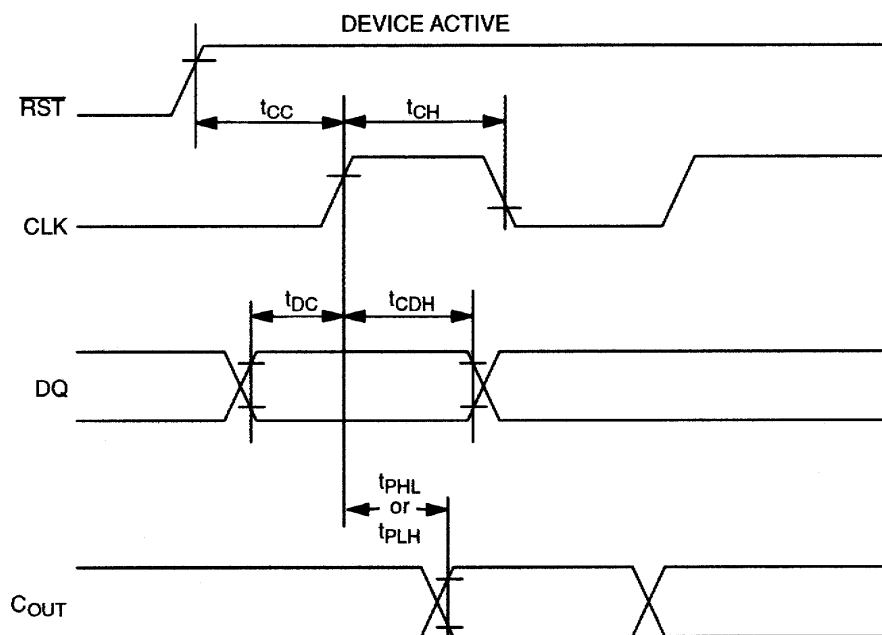 DEVICE ACTIVE
RST
tCC
tCH
CLK
tDC
tCDH
DQ
tPHL
or
tPLH
COUT